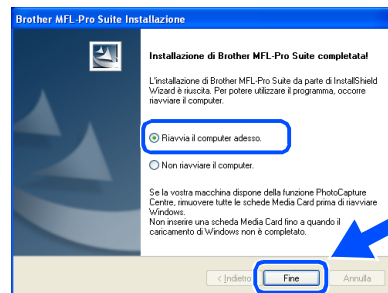 Brother MFL-Pro Suite Installazione
Installazione di Brother MFL-Pro Suite completata!
L'installazione di Brother MFL-Pro Suite da parte di InstallShield
Wizard è riuscita. Per potere utilizzare il programma, occorre
riavviare il computer.
Riavvia il computer adesso.
Non riavviare il computer.
Se la vostra macchina dispone della funzione PhotoCapture
Centre, rimuovere tutte le schede Media Card prima di riavviare
Windows.
Non inserire una scheda Media Card fino a quando il
caricamento di Windows non è completato.
< Indietro Fine Annulla